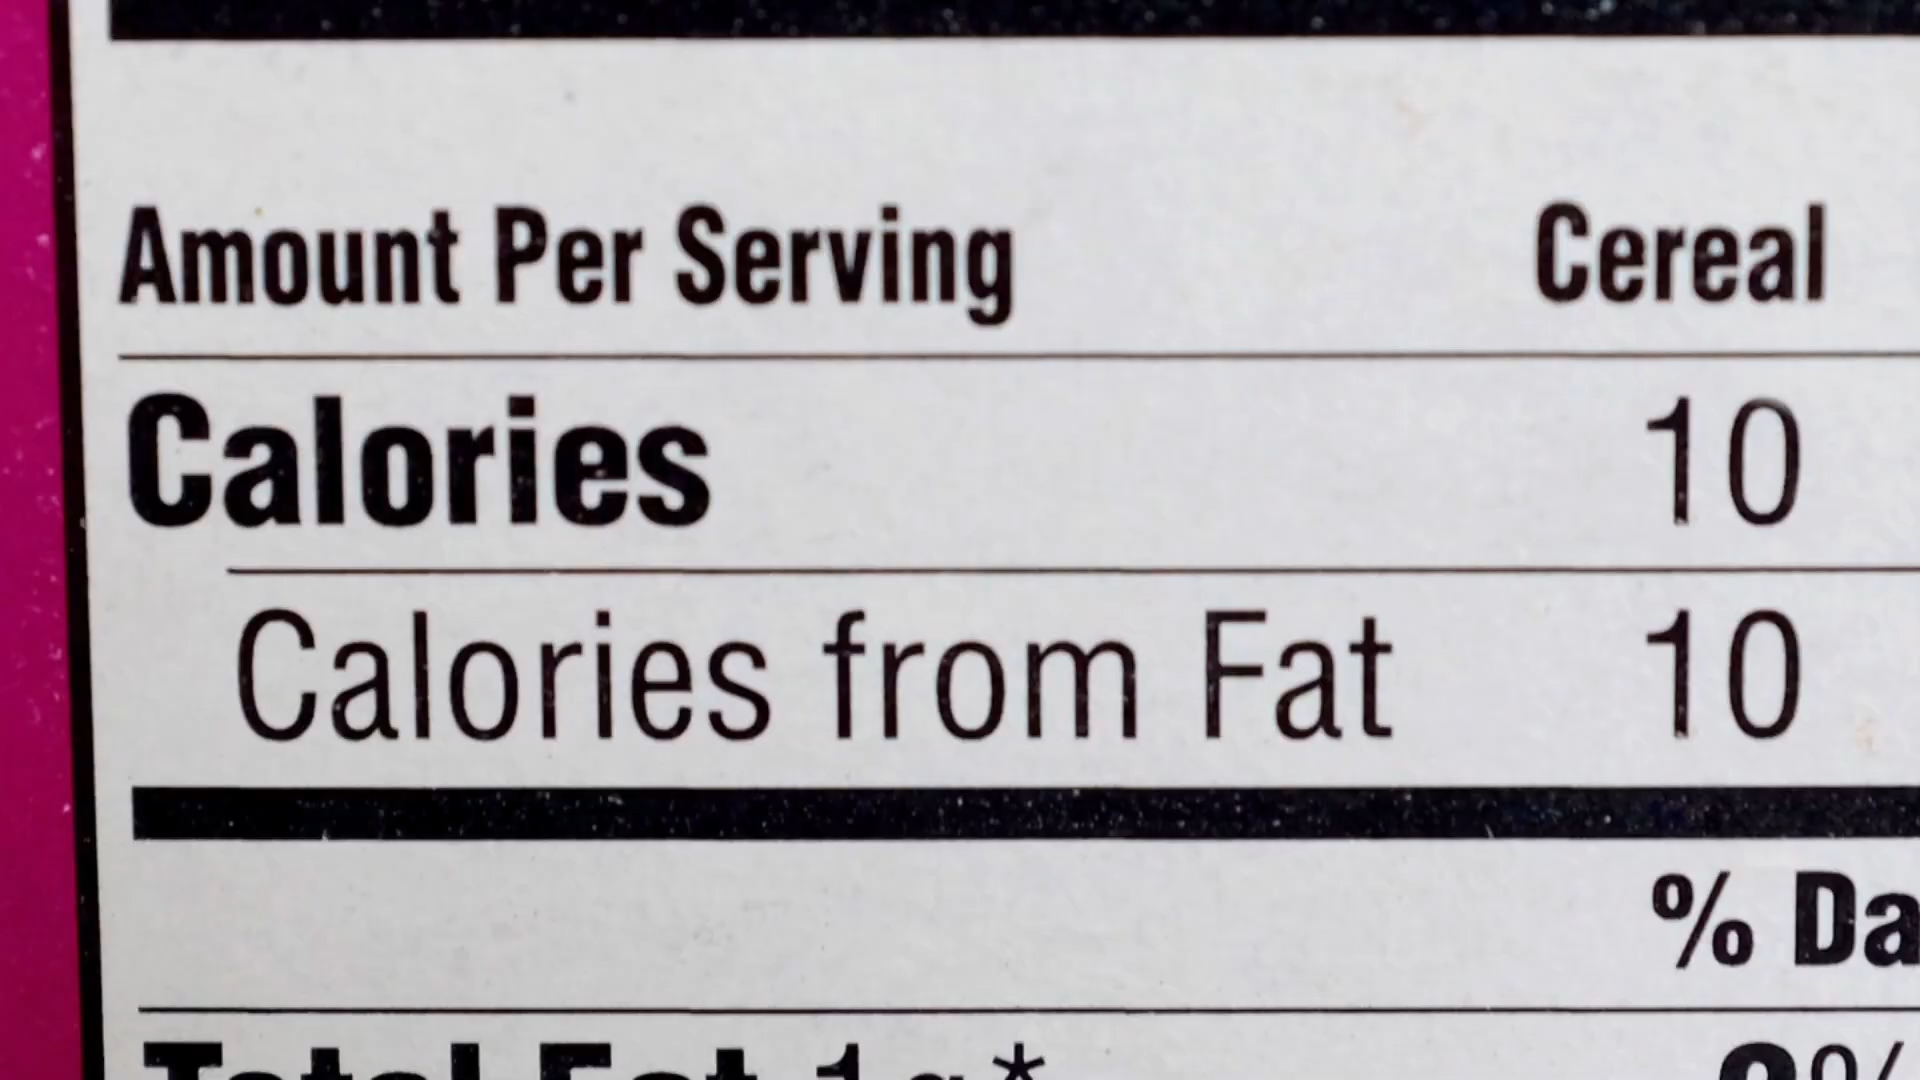 Amount Per Serving Cereal
Calories 10
Calories from Fat 10
% Da
Total Fat 1g*